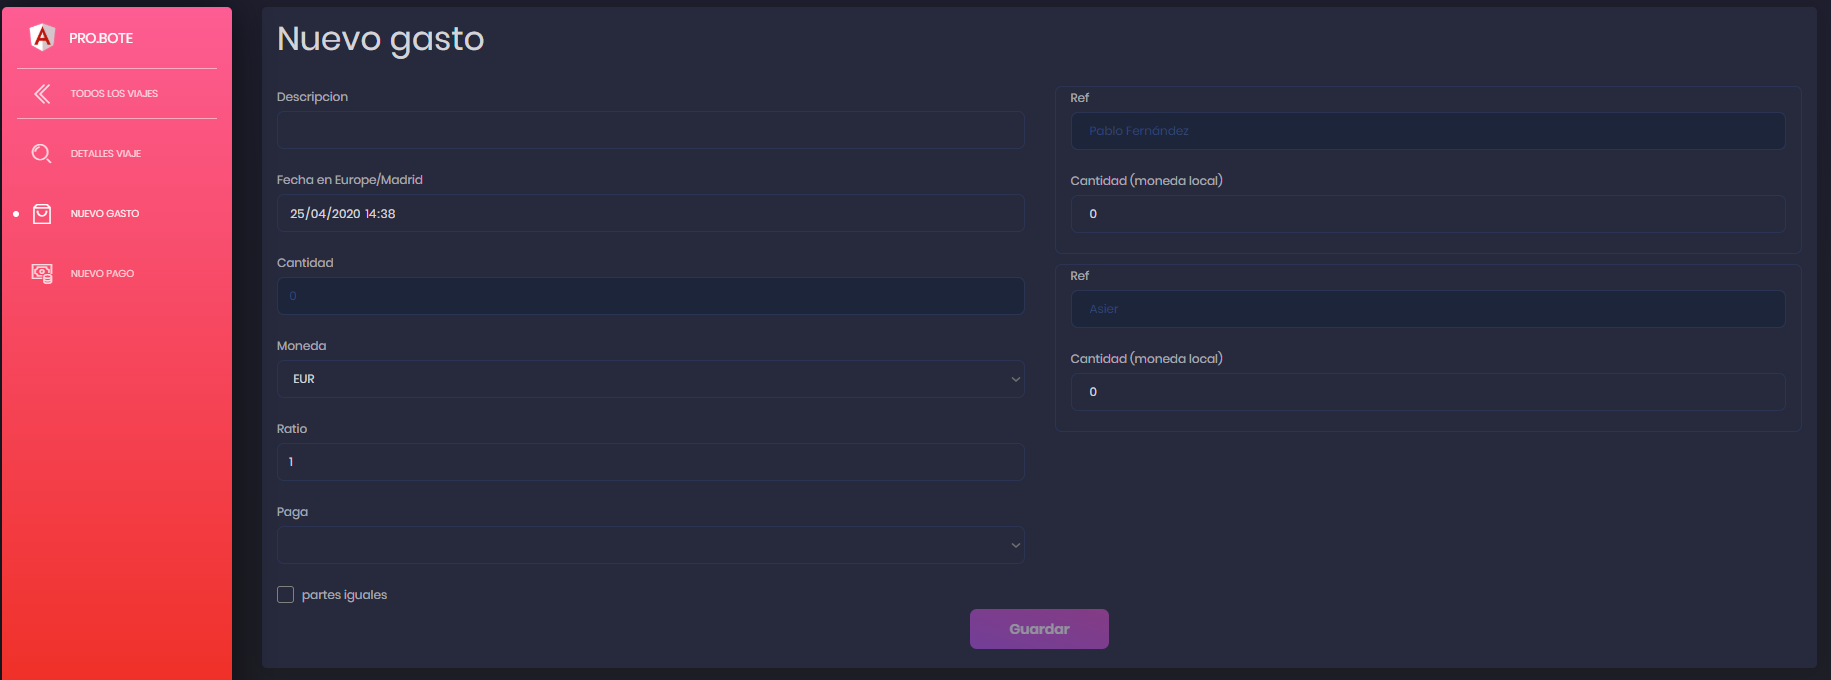 PRO.BOTE
TODOS LOS VIAJES
DETALLES VIAJE
NUEVO GASTO
NUEVO PAGO
Nuevo gasto
Descripcion
Fecha en Europe/Madrid
25/04/2020 14:38
Cantidad
0
Moneda
EUR
Ratio
1
Paga
partes iguales
Ref
Pablo Fernández
Cantidad (moneda local)
0
Ref
Asier
Cantidad (moneda local)
0
Guardar